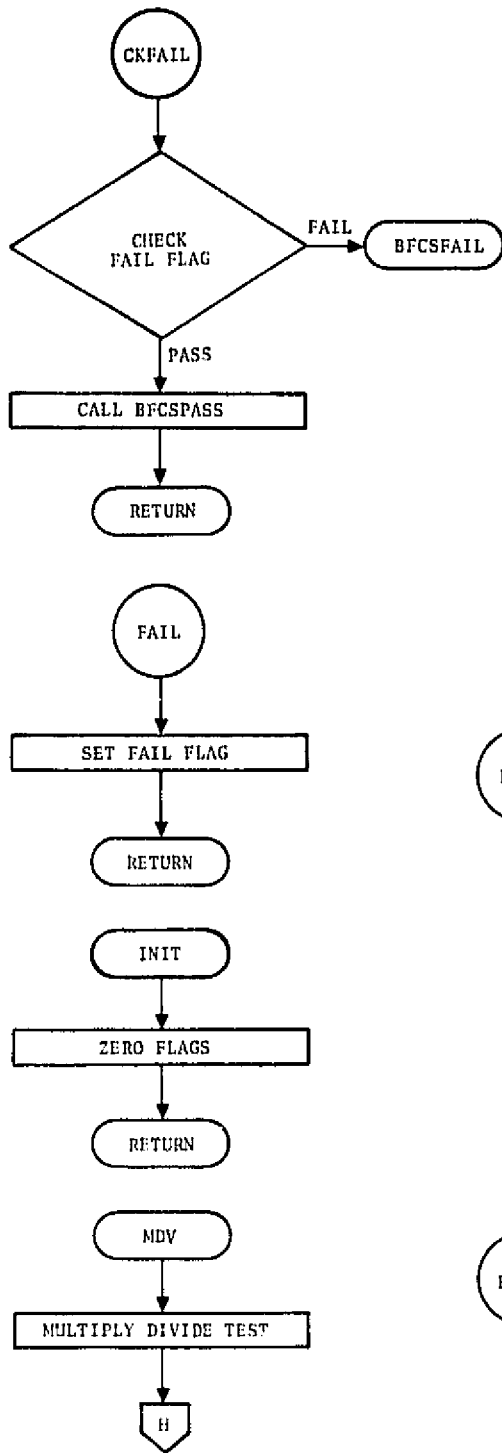 CKFAIL
CHECK
FAIL FLAG
FAIL
BFCSFAIL
PASS
CALL BFCSPASS
RETURN
FAIL
SET FAIL FLAG
RETURN
INIT
ZERO FLAGS
RETURN
MDV
MULTIPLY DIVIDE TEST
H